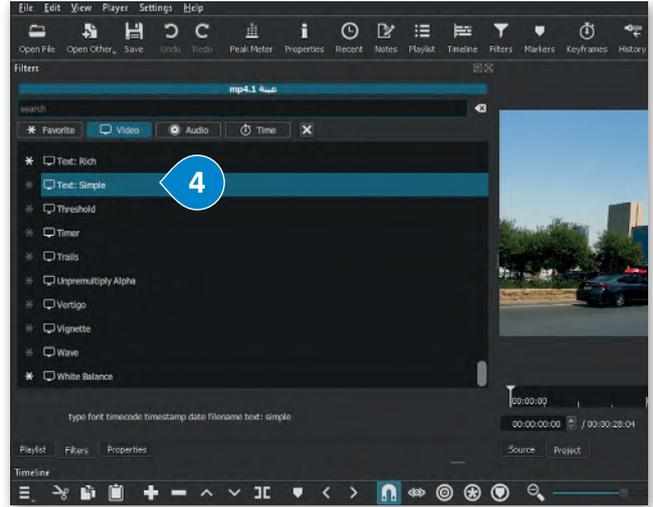 File Edit View Player Settings Help
Open File Open Other Save Undo Redo Peak Meter Properties Recent Notes Playlist Timeline Filters Markers Keyframes History
Filters
عينة 1.mp4
search
Favorite Video Audio Time
Text: Rich
Text: Simple
4
Threshold
Timer
Trails
Unpremultiply Alpha
Vertigo
Vignette
Wave
White Balance
type font timecode timestamp date filename text: simple
00:00:00
00:00:00:00 / 00:00:28:04
Playlist Filters Properties
Source Project
Timeline